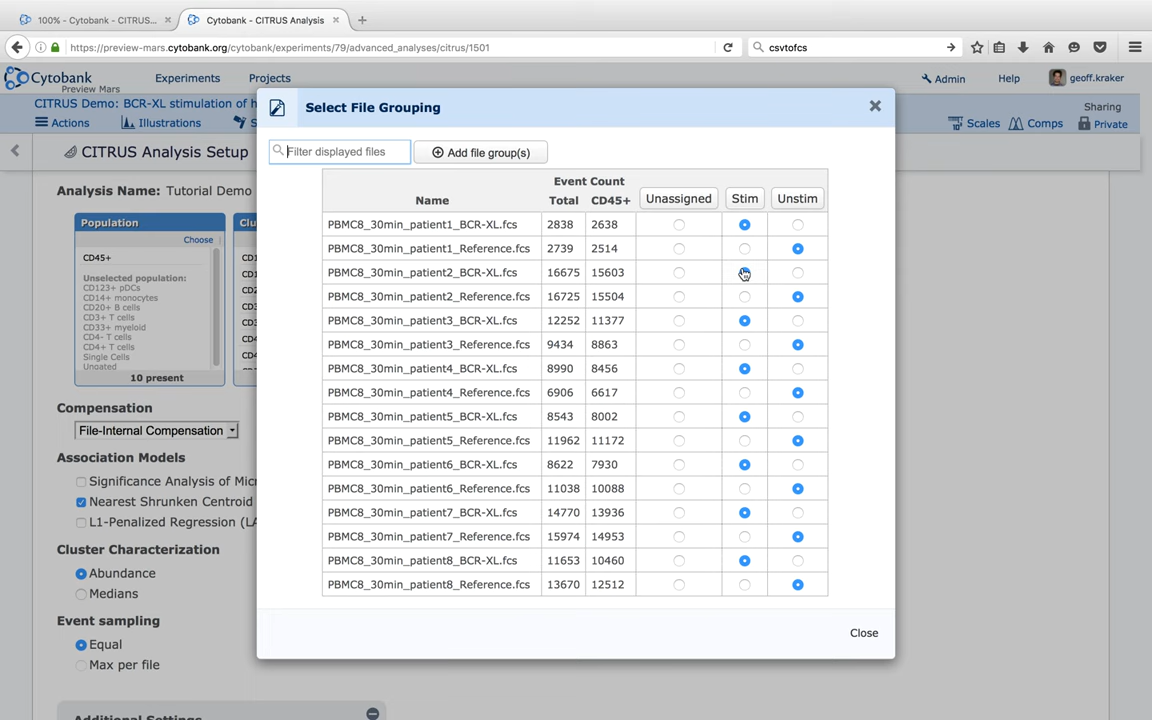 100% - Cytobank - CITRUS... ×
Cytobank - CITRUS Analysis ×
https://preview-mars.cytobank.org/cytobank/experiments/79/advanced_analyses/citrus/1501
csvtofcs
Cytobank
Preview Mars
Experiments Projects
Admin Help geoff.kraker
CITRUS Demo: BCR-XL stimulation of h
Sharing
Actions Illustrations S
Scales Comps Private
CITRUS Analysis Setup
Analysis Name: Tutorial Demo
Population
Choose
CD45+
Unselected population:
CD123+ pDCs
CD14+ monocytes
CD20+ B cells
CD3+ T cells
CD33+ myeloid
CD4- T cells
CD4+ T cells
Single Cells
Ungated
10 present
Compensation
File-Internal Compensation
Association Models
Significance Analysis of Micr
Nearest Shrunken Centroid
L1-Penalized Regression (LA
Cluster Characterization
Abundance
Medians
Event sampling
Equal
Max per file
Additional Settings
Select File Grouping
Filter displayed files
Add file group(s)
Event Count
Name Total CD45+ Unassigned Stim Unstim
PBMC8_30min_patient1_BCR-XL.fcs 2838 2638
PBMC8_30min_patient1_Reference.fcs 2739 2514
PBMC8_30min_patient2_BCR-XL.fcs 16675 15603
PBMC8_30min_patient2_Reference.fcs 16725 15504
PBMC8_30min_patient3_BCR-XL.fcs 12252 11377
PBMC8_30min_patient3_Reference.fcs 9434 8863
PBMC8_30min_patient4_BCR-XL.fcs 8990 8456
PBMC8_30min_patient4_Reference.fcs 6906 6617
PBMC8_30min_patient5_BCR-XL.fcs 8543 8002
PBMC8_30min_patient5_Reference.fcs 11962 11172
PBMC8_30min_patient6_BCR-XL.fcs 8622 7930
PBMC8_30min_patient6_Reference.fcs 11038 10088
PBMC8_30min_patient7_BCR-XL.fcs 14770 13936
PBMC8_30min_patient7_Reference.fcs 15974 14953
PBMC8_30min_patient8_BCR-XL.fcs 11653 10460
PBMC8_30min_patient8_Reference.fcs 13670 12512
Close